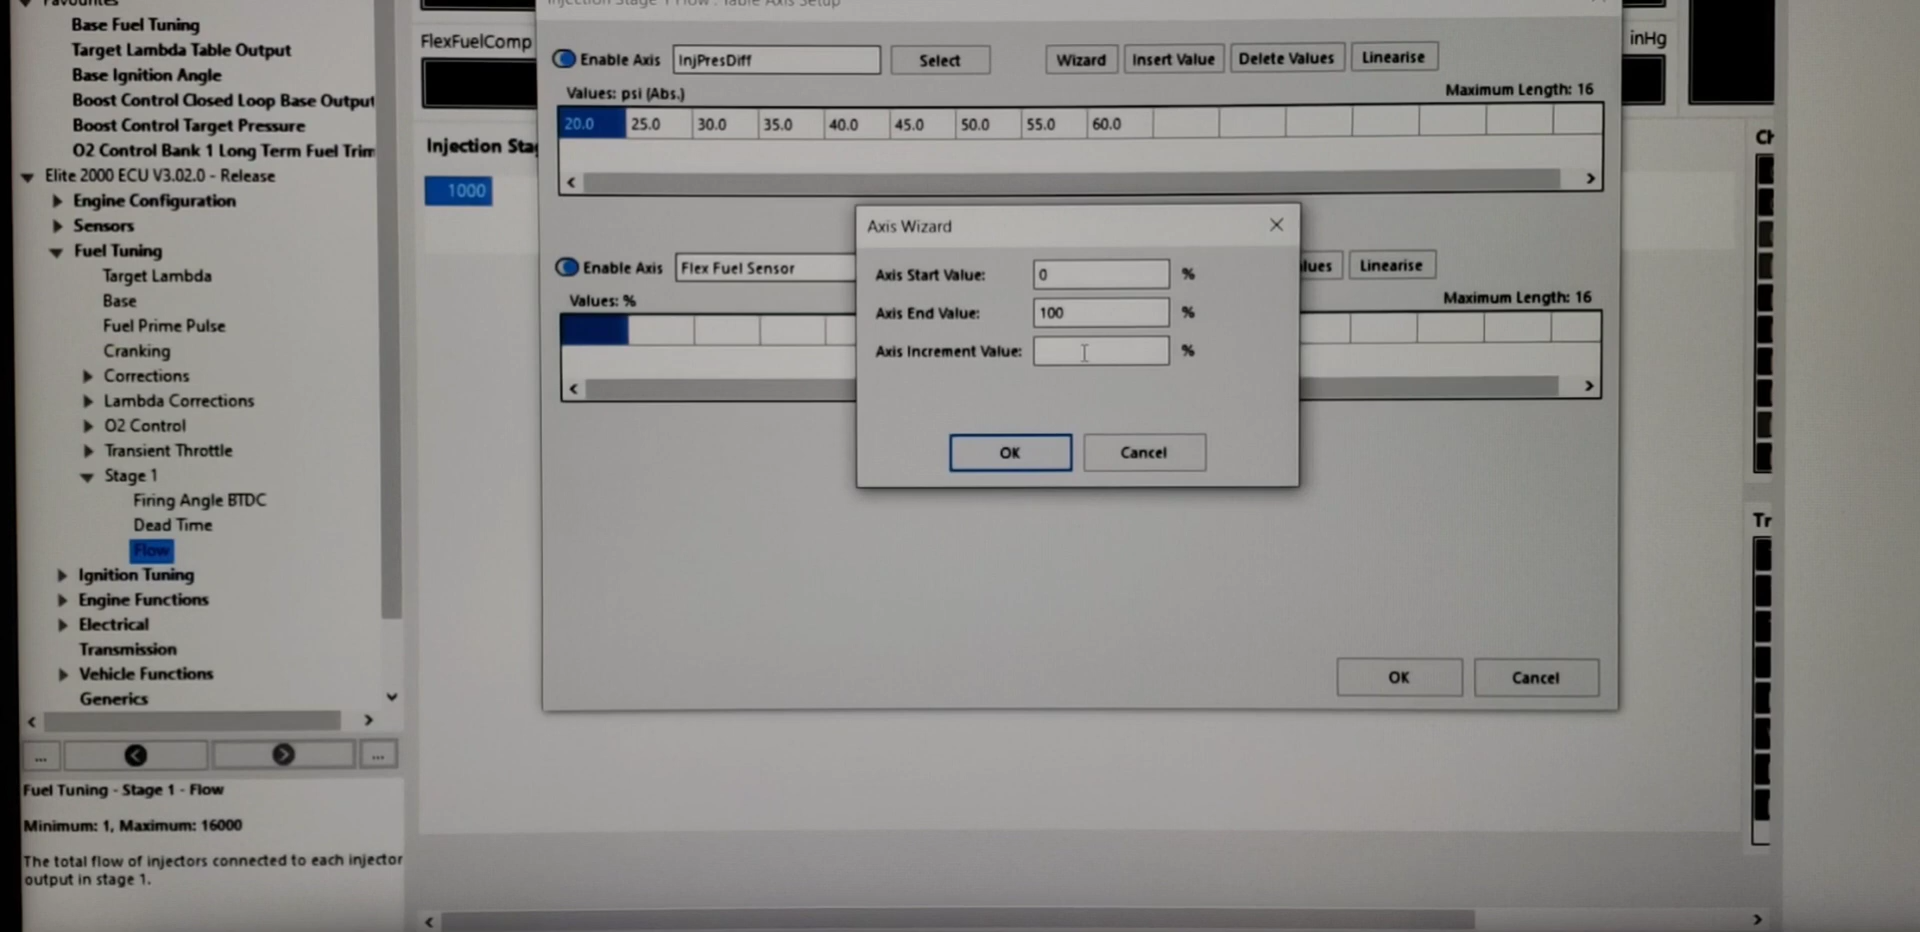 Favourites
Base Fuel Tuning
Target Lambda Table Output
Base Ignition Angle
Boost Control Closed Loop Base Output
Boost Control Target Pressure
O2 Control Bank 1 Long Term Fuel Trim
Elite 2000 ECU V3.02.0 - Release
Engine Configuration
Sensors
Fuel Tuning
Target Lambda
Base
Fuel Prime Pulse
Cranking
Corrections
Lambda Corrections
O2 Control
Transient Throttle
Stage 1
Firing Angle BTDC
Dead Time
Flow
Ignition Tuning
Engine Functions
Electrical
Transmission
Vehicle Functions
Generics
... ...
Fuel Tuning - Stage 1 - Flow
Minimum: 1, Maximum: 16000
The total flow of injectors connected to each injector
output in stage 1.
FlexFuelComp
Injection Sta
1000
Injection Stage 1 Flow : Table Axis Setup
Enable Axis InjPresDiff Select Wizard Insert Value Delete Values Linearise
Values: psi (Abs.) Maximum Length: 16
20.0 25.0 30.0 35.0 40.0 45.0 50.0 55.0 60.0
Enable Axis Flex Fuel Sensor lues Linearise
Values: % Maximum Length: 16
Axis Wizard
Axis Start Value: 0 %
Axis End Value: 100 %
Axis Increment Value: %
OK Cancel
OK Cancel
inHg
Ch
Tr